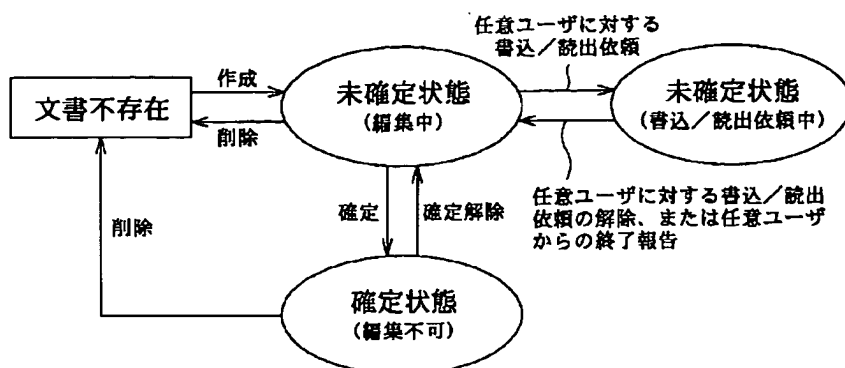 任意ユーザに対する
書込／読出依頼
作成
文書不存在
未確定状態
(編集中)
未確定状態
(書込／読出依頼中)
削除
任意ユーザに対する書込／読出
依頼の解除、または任意ユーザ
からの終了報告
確定
確定解除
削除
確定状態
(編集不可)